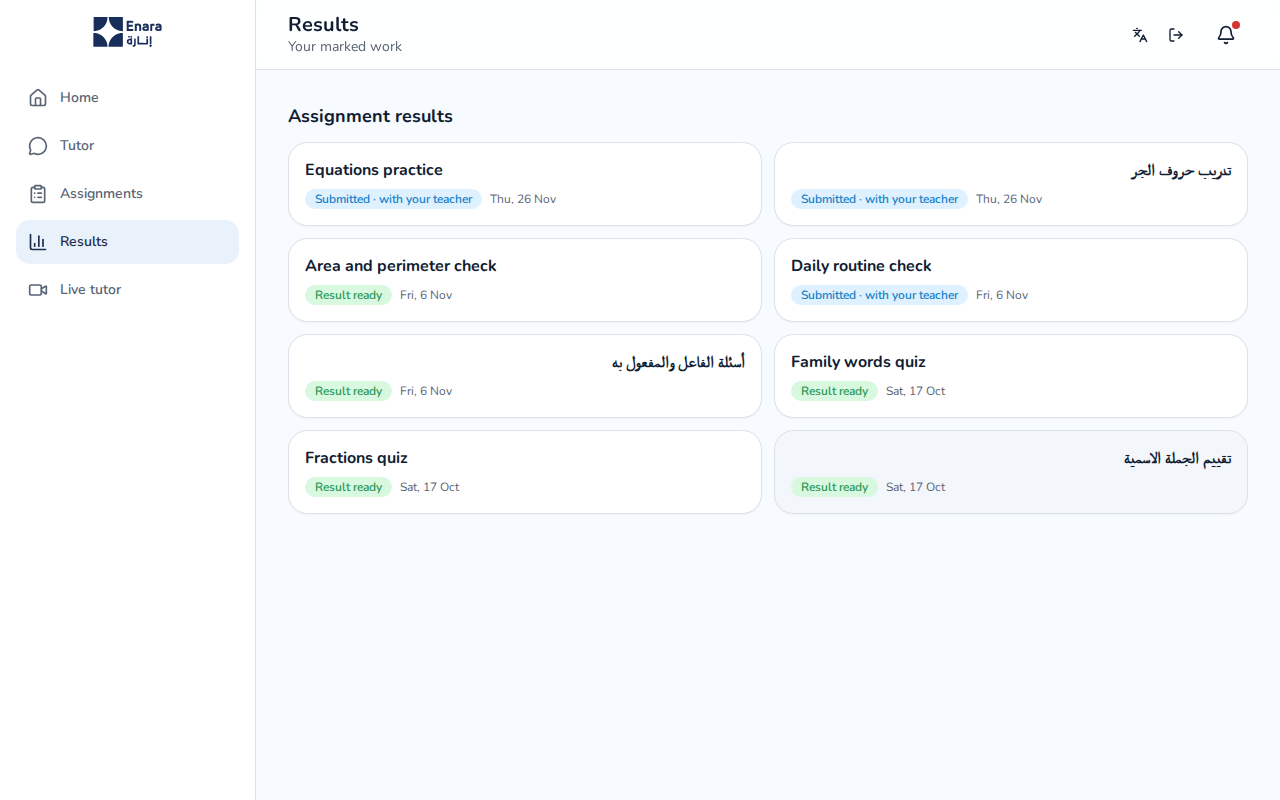 Enara
إنارة
Home
Tutor
Assignments
Results
Live tutor
Results
Your marked work
Assignment results
Equations practice
Submitted · with your teacher Thu, 26 Nov
تدريب حروف الجر
Submitted · with your teacher Thu, 26 Nov
Area and perimeter check
Result ready Fri, 6 Nov
Daily routine check
Submitted · with your teacher Fri, 6 Nov
أسئلة الفاعل والمفعول به
Result ready Fri, 6 Nov
Family words quiz
Result ready Sat, 17 Oct
Fractions quiz
Result ready Sat, 17 Oct
تقييم الجملة الاسمية
Result ready Sat, 17 Oct